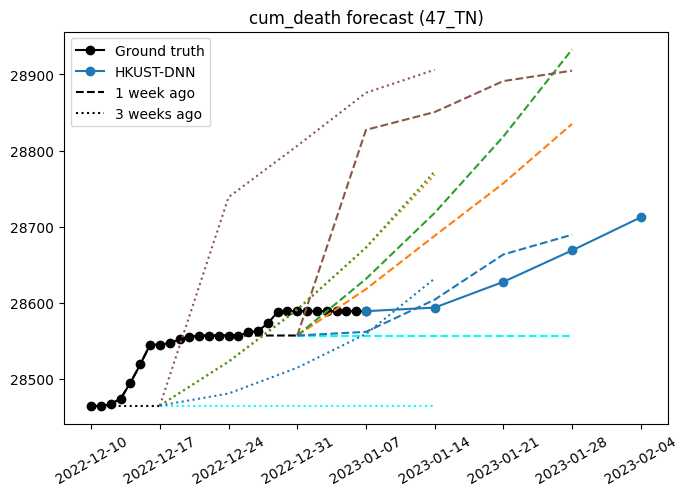 cum_death forecast (47_TN)
Ground truth
HKUST-DNN
1 week ago
3 weeks ago
28900
28800
28700
28600
28500
2022-12-10
2022-12-17
2022-12-24
2022-12-31
2023-01-07
2023-01-14
2023-01-21
2023-01-28
2023-02-04